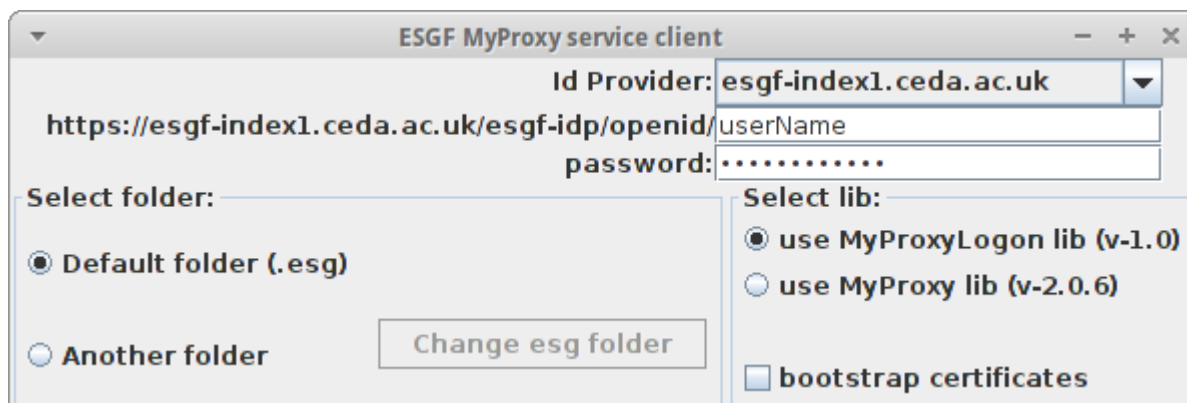 ESGF MyProxy service client
Id Provider: esgf-index1.ceda.ac.uk
https://esgf-index1.ceda.ac.uk/esgf-idp/openid/ userName
password: ••••••••••••
Select folder:
Default folder (.esg)
Another folder
Change esg folder
Select lib:
use MyProxyLogon lib (v-1.0)
use MyProxy lib (v-2.0.6)
bootstrap certificates